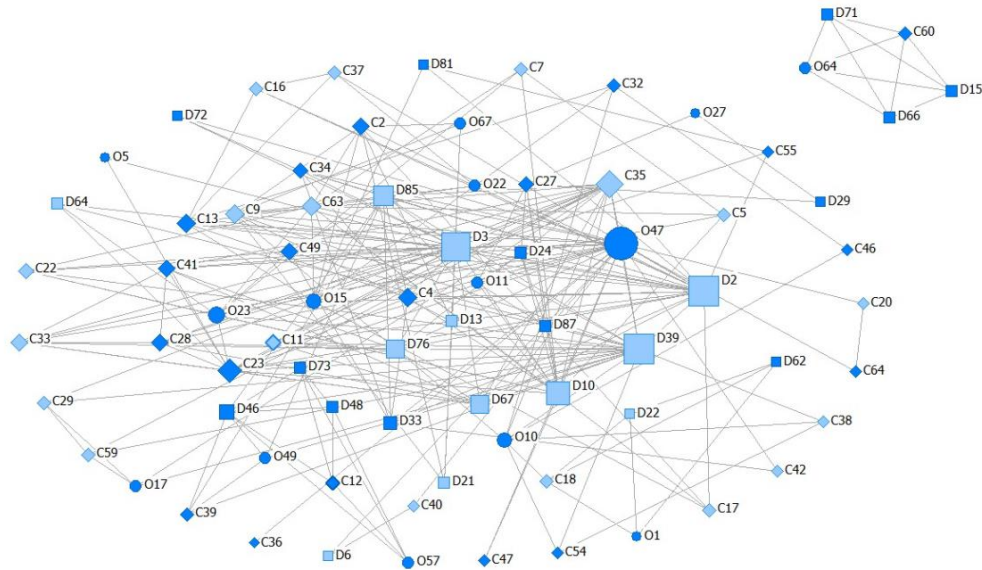 D71
C60
O64
D15
D66
C37
D81
C7
C16
C32
D72
C2
O67
O27
O5
C34
C55
D85
O22
C27
C35
D64
C9
C63
D29
C13
C5
C49
D3
D24
O47
C46
C22
C41
O11
D2
C4
O15
C20
O23
D13
D87
C33
C28
C11
D76
D39
D62
C23
D73
C64
D10
C29
D46
D48
D67
D22
D33
C38
O10
C59
O49
C42
O17
C12
D21
C18
C39
C40
C17
C36
D6
O57
C47
C54
O1